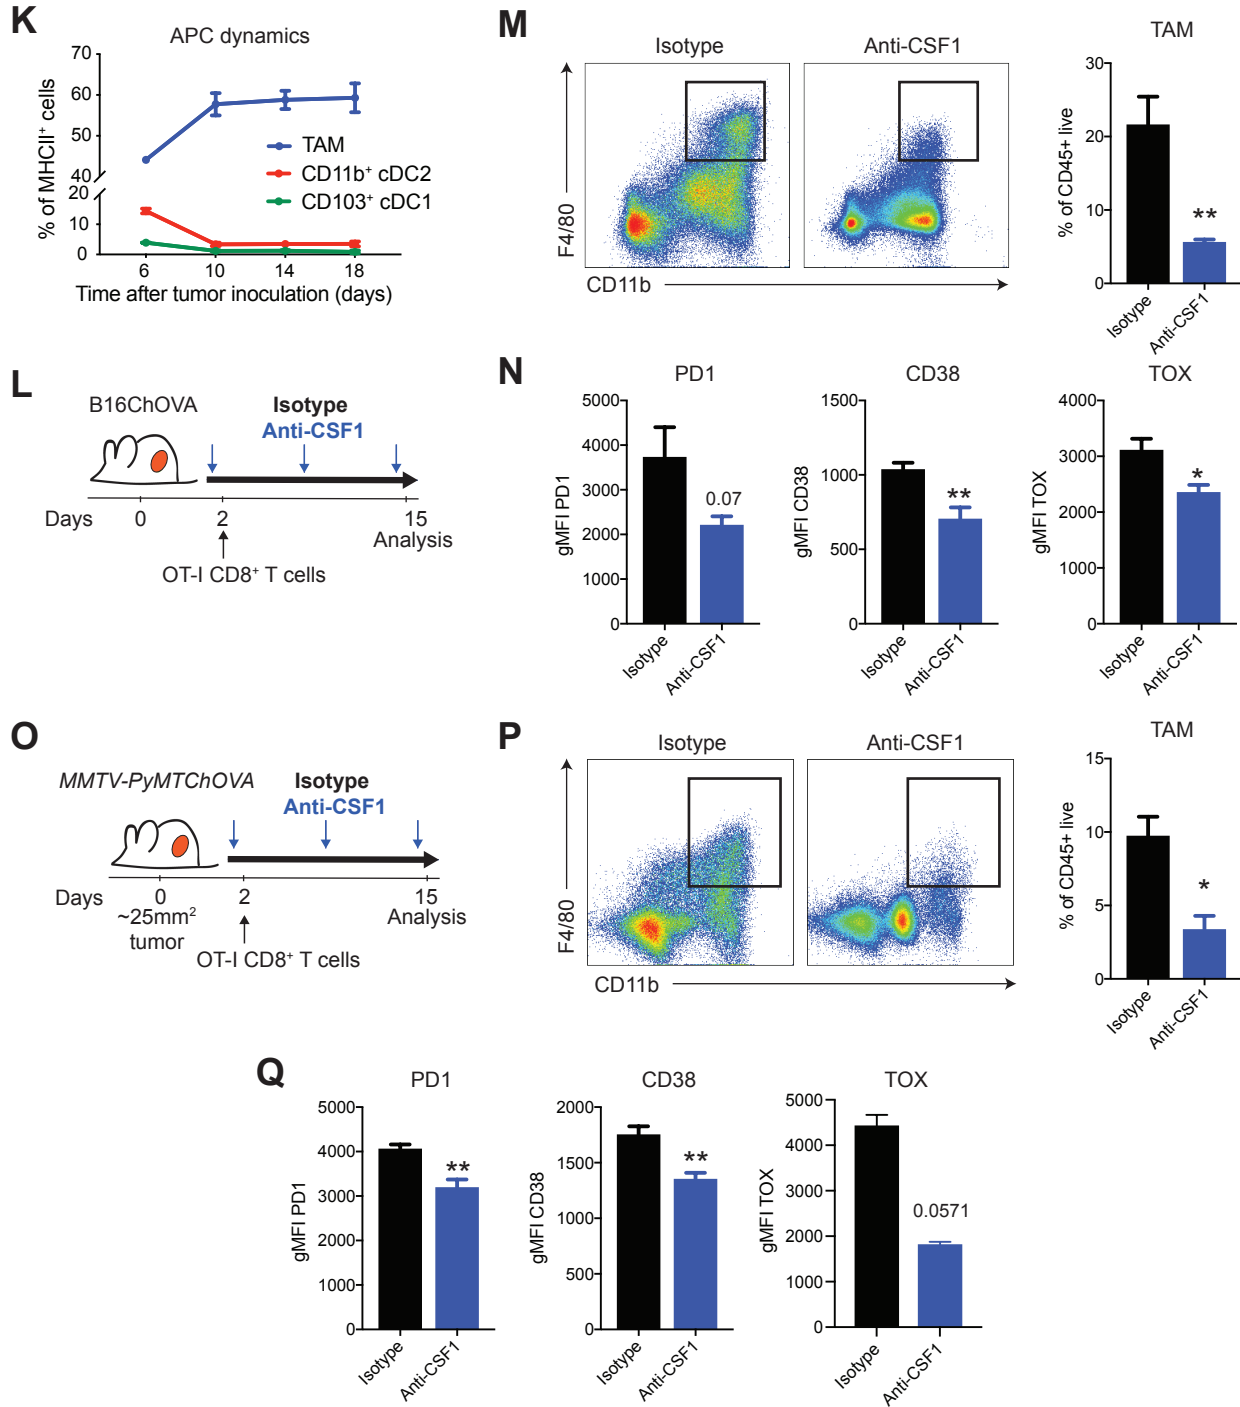 K
APC dynamics
% of MHCII⁺ cells
70
60
50
40
20
10
0
TAM
CD11b⁺ cDC2
CD103⁺ cDC1
6 10 14 18
Time after tumor inoculation (days)
M
Isotype
Anti-CSF1
F4/80
CD11b
TAM
% of CD45+ live
30
20
10
0
**
Isotype
Anti-CSF1
L
B16ChOVA
Isotype
Anti-CSF1
Days 0 2 15
Analysis
OT-I CD8⁺ T cells
N
PD1
gMFI PD1
5000
4000
3000
2000
1000
0
0.07
Isotype
Anti-CSF1
CD38
gMFI CD38
1500
1000
500
0
**
Isotype
Anti-CSF1
TOX
gMFI TOX
4000
3000
2000
1000
0
*
Isotype
Anti-CSF1
O
MMTV-PyMTChOVA
Isotype
Anti-CSF1
Days 0 2 15
~25mm² Analysis
tumor
OT-I CD8⁺ T cells
P
Isotype
Anti-CSF1
F4/80
CD11b
TAM
% of CD45+ live
15
10
5
0
*
Isotype
Anti-CSF1
Q
PD1
gMFI PD1
5000
4000
3000
2000
1000
0
**
Isotype
Anti-CSF1
CD38
gMFI CD38
2000
1500
1000
500
0
**
Isotype
Anti-CSF1
TOX
gMFI TOX
5000
4000
3000
2000
1000
0
0.0571
Isotype
Anti-CSF1